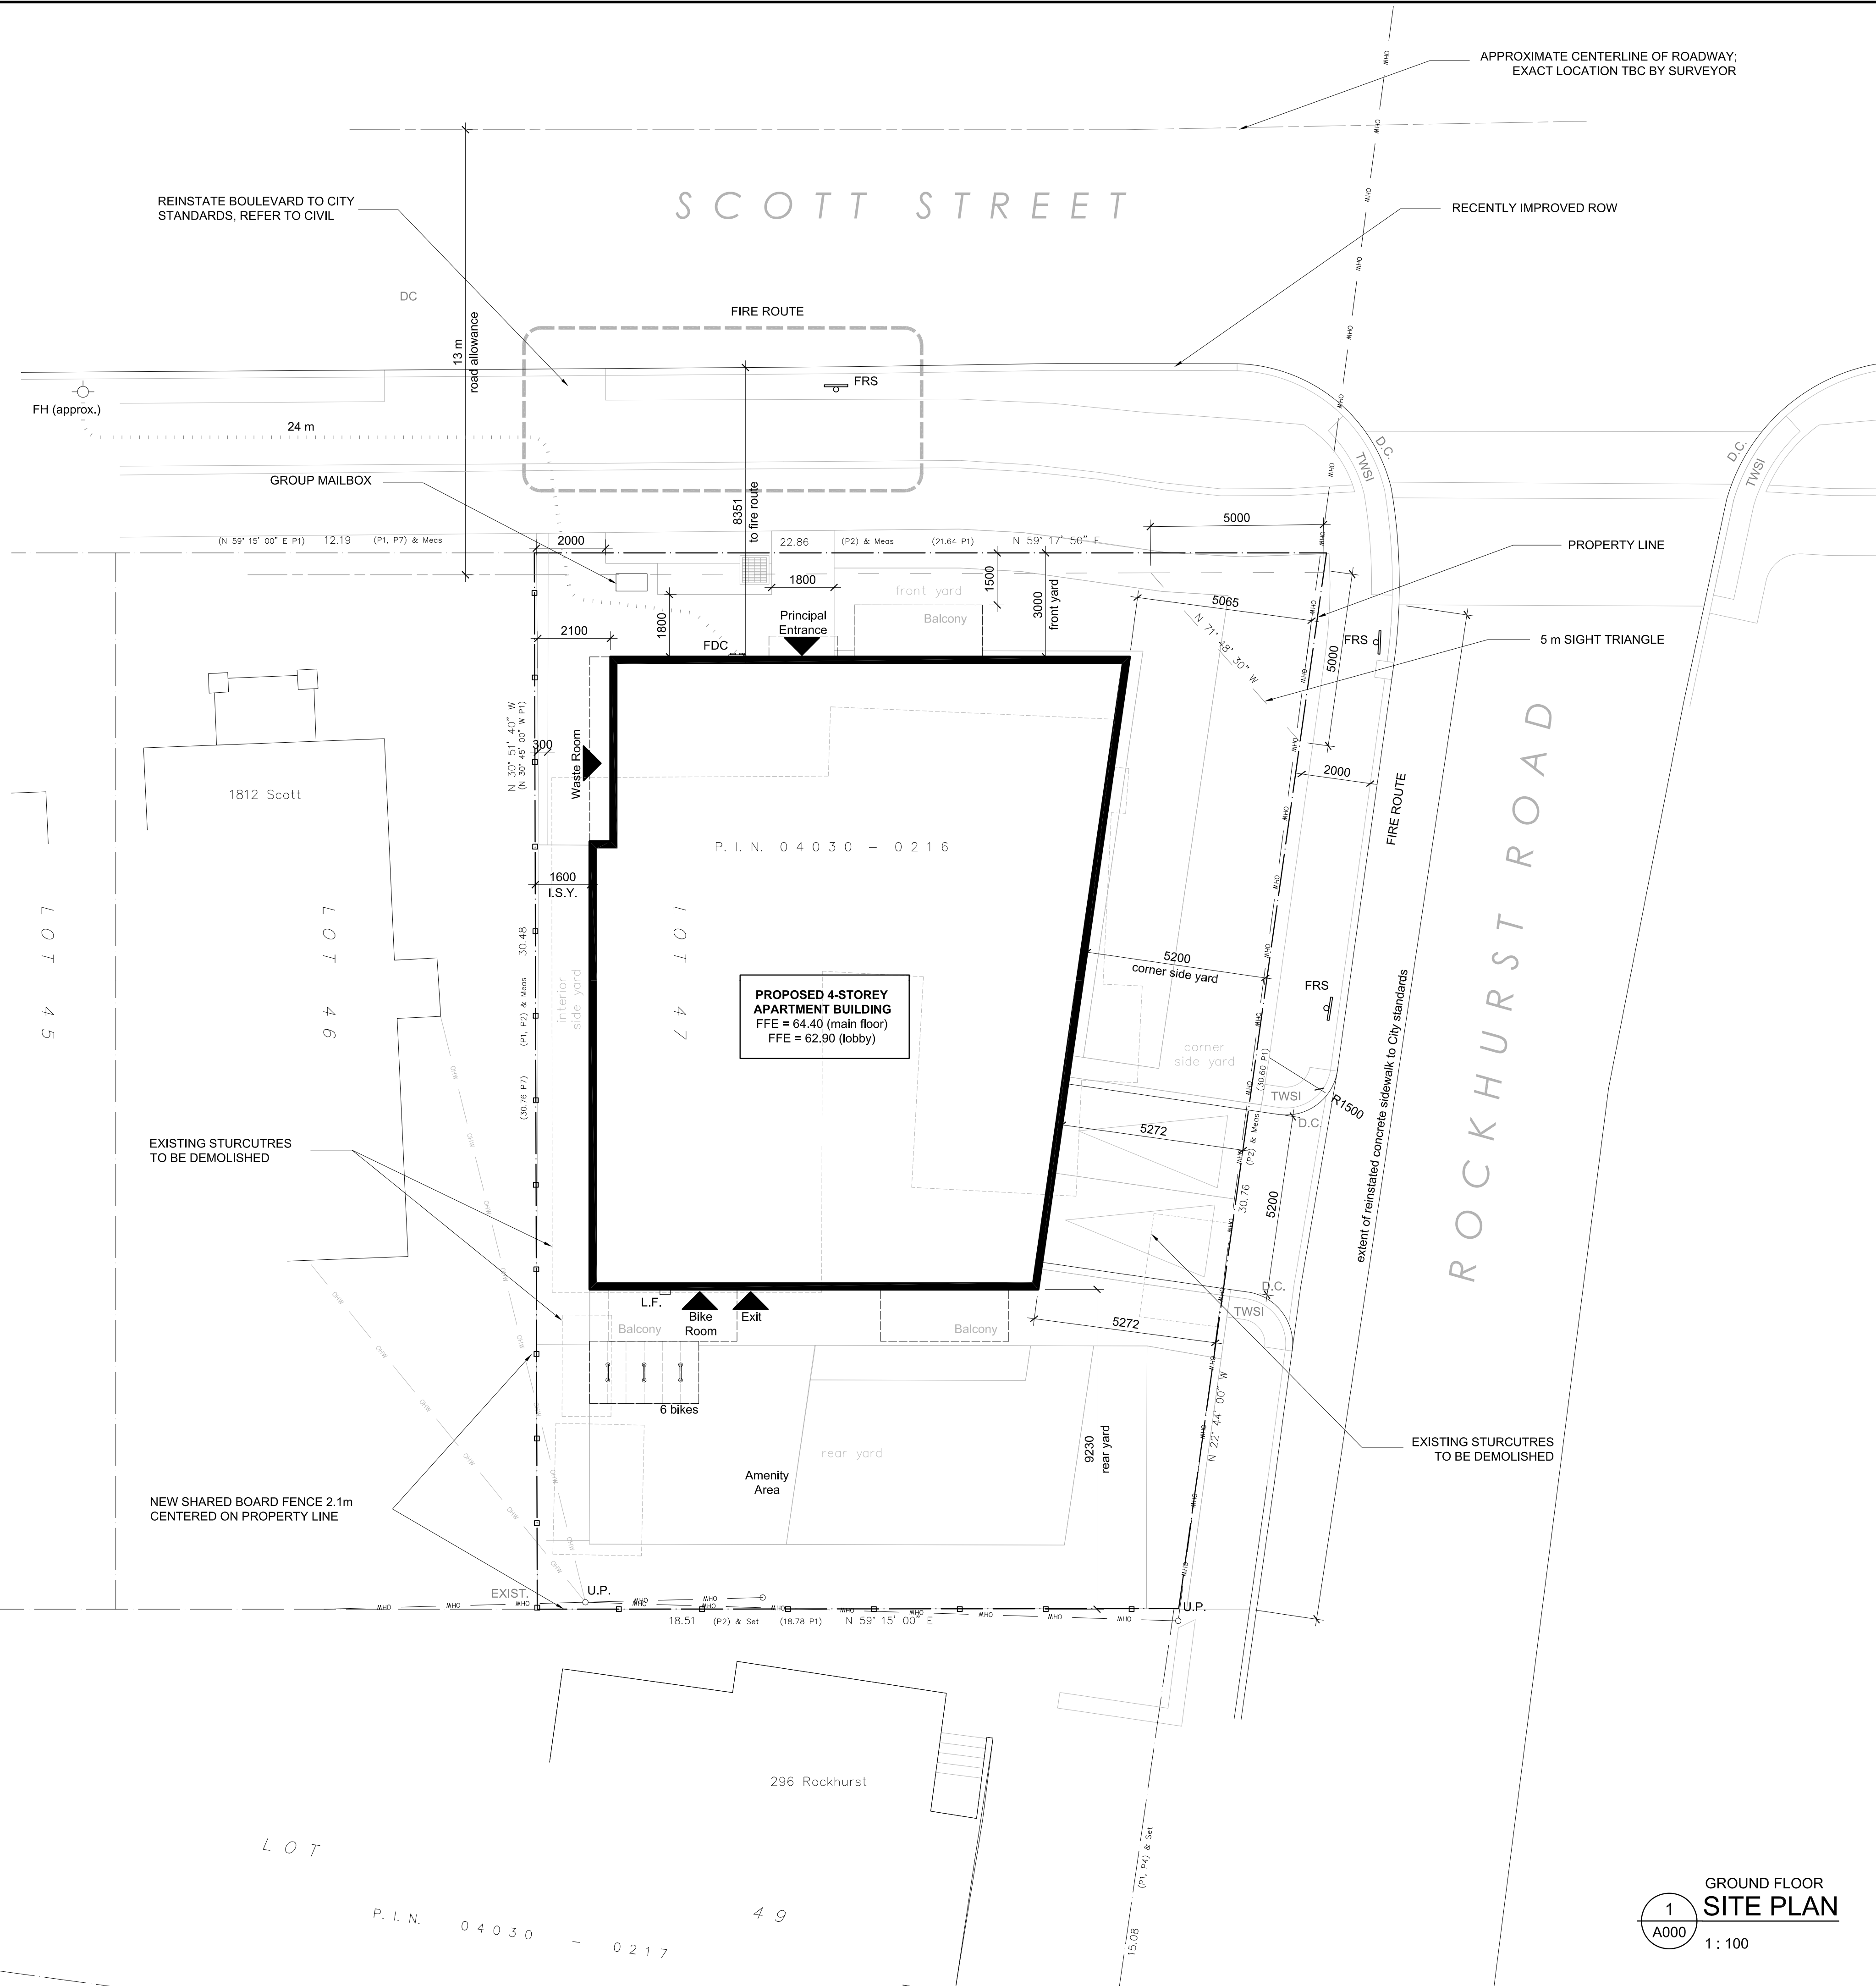 APPROXIMATE CENTERLINE OF ROADWAY;
EXACT LOCATION TBC BY SURVEYOR
SCOTT STREET
REINSTATE BOULEVARD TO CITY
STANDARDS, REFER TO CIVIL
RECENTLY IMPROVED ROW
DC
13 m
road allowance
FIRE ROUTE
FRS
FH (approx.)
24 m
D.C.
TWSI
D.C.
TWSI
GROUP MAILBOX
8351
to fire route
(N 59° 15' 00" E P1) 12.19 (P1, P7) & Meas
2000
22.86 (P2) & Meas (21.64 P1) N 59° 17' 50" E
5000
PROPERTY LINE
1800
1500
3000
front yard
front yard
Balcony
5065
2100
1800
Principal
Entrance
FDC
N 71° 48' 30" W
FRS
5000
5 m SIGHT TRIANGLE
N 30° 51' 40" W
(N 30° 45' 00" W P1)
300
Waste Room
2000
FIRE ROUTE
1812 Scott
P.I.N. 04030 - 0216
ROCKHURST ROAD
1600
I.S.Y.
LOT 45
LOT 46
LOT 47
30.48
(P1, P2) & Meas
(30.76 P7)
interior
side yard
5200
corner side yard
PROPOSED 4-STOREY
APARTMENT BUILDING
FFE = 64.40 (main floor)
FFE = 62.90 (lobby)
FRS
corner
side yard
(30.60 P1)
TWSI
R1500
D.C.
extent of reinstated concrete sidewalk to City standards
EXISTING STURCUTRES
TO BE DEMOLISHED
5272
(P2) & Meas
30.76
5200
D.C.
TWSI
L.F.
Bike
Room
Exit
Balcony
Balcony
5272
6 bikes
N 22° 44' 00" W
rear yard
9230
rear yard
Amenity
Area
EXISTING STURCUTRES
TO BE DEMOLISHED
NEW SHARED BOARD FENCE 2.1m
CENTERED ON PROPERTY LINE
EXIST.
U.P.
U.P.
OHW
18.51 (P2) & Set (18.78 P1) N 59° 15' 00" E
296 Rockhurst
(P1, P4) & Set
15.08
LOT 49
P.I.N. 04030 - 0217
GROUND FLOOR
SITE PLAN
1
A000
1 : 100